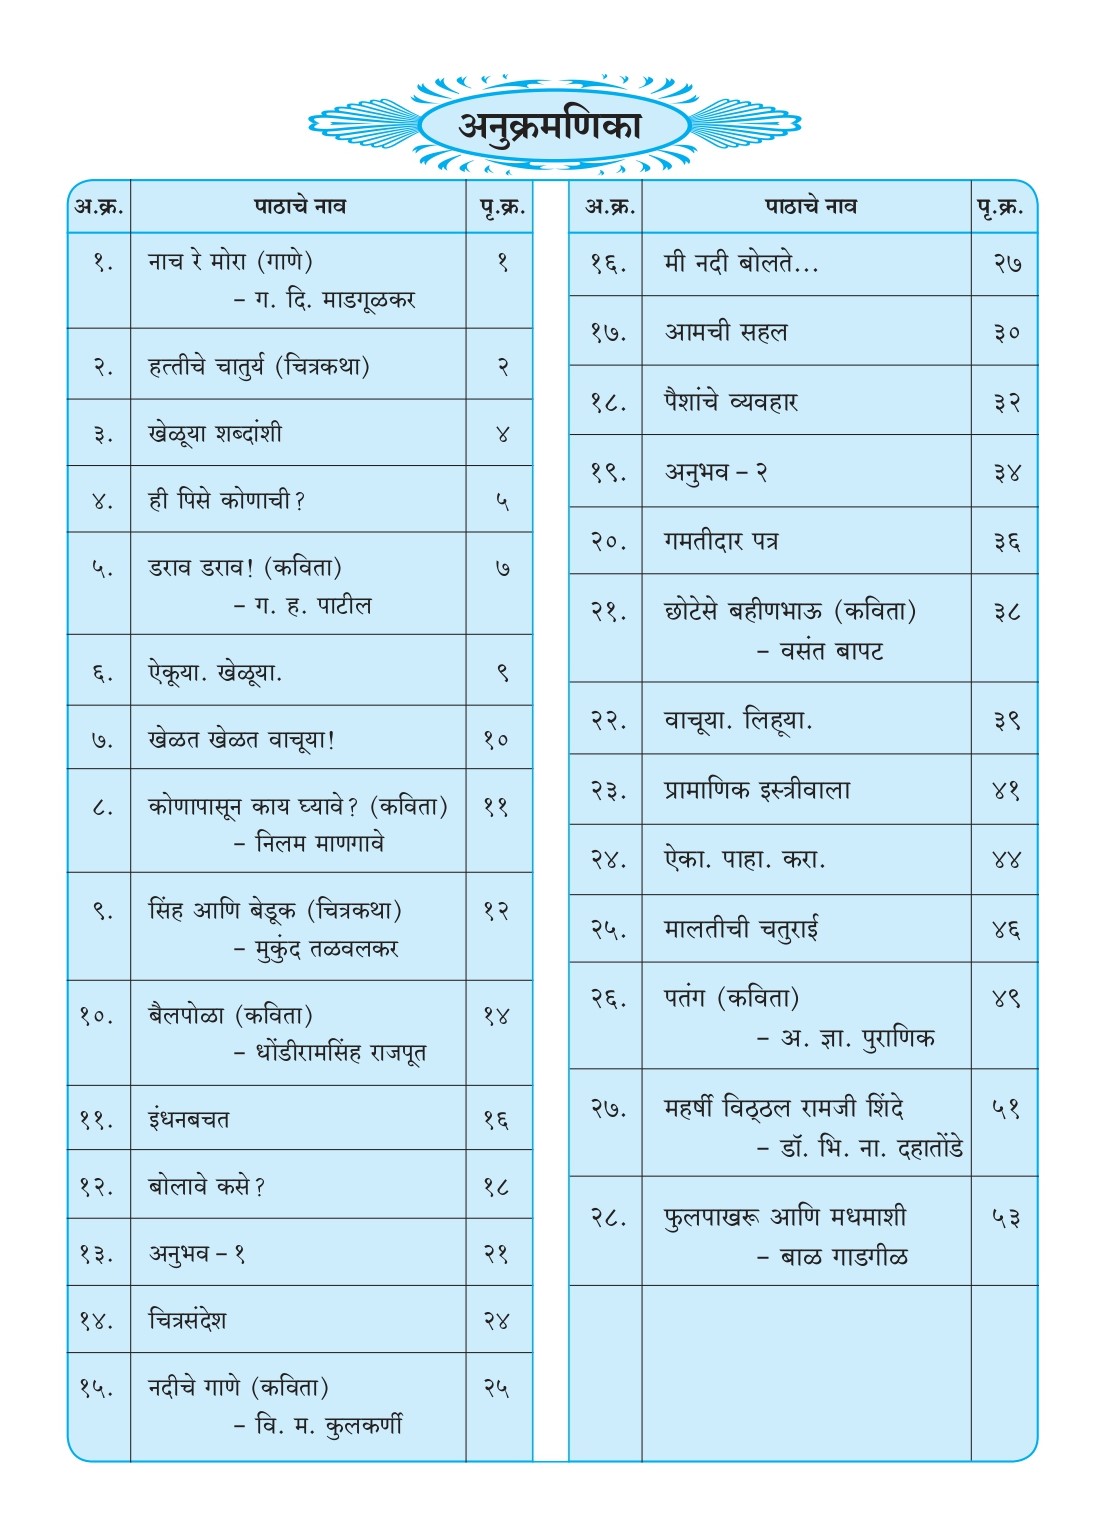 अनुक्रमणिका
अ.क्र. पाठाचे नाव पृ.क्र.
१. नाच रे मोरा (गाणे) १
– ग. दि. माडगूळकर
२. हत्तीचे चातुर्य (चित्रकथा) २
३. खेळूया शब्दांशी ४
४. ही पिसे कोणाची? ५
५. डराव डराव! (कविता) ७
– ग. ह. पाटील
६. ऐकूया. खेळूया. ९
७. खेळत खेळत वाचूया! १०
८. कोणापासून काय घ्यावे? (कविता) ११
– निलम माणगावे
९. सिंह आणि बेडूक (चित्रकथा) १२
– मुकुंद तळवलकर
१०. बैलपोळा (कविता) १४
– धोंडीरामसिंह राजपूत
११. इंधनबचत १६
१२. बोलावे कसे? १८
१३. अनुभव – १ २१
१४. चित्रसंदेश २४
१५. नदीचे गाणे (कविता) २५
– वि. म. कुलकर्णी
अ.क्र. पाठाचे नाव पृ.क्र.
१६. मी नदी बोलते... २७
१७. आमची सहल ३०
१८. पैशांचे व्यवहार ३२
१९. अनुभव – २ ३४
२०. गमतीदार पत्र ३६
२१. छोटेसे बहीणभाऊ (कविता) ३८
– वसंत बापट
२२. वाचूया. लिहूया. ३९
२३. प्रामाणिक इस्त्रीवाला ४१
२४. ऐका. पाहा. करा. ४४
२५. मालतीची चतुराई ४६
२६. पतंग (कविता) ४९
– अ. ज्ञा. पुराणिक
२७. महर्षी विठ्ठल रामजी शिंदे ५१
– डॉ. भि. ना. दहातोंडे
२८. फुलपाखरू आणि मधमाशी ५३
– बाळ गाडगीळ